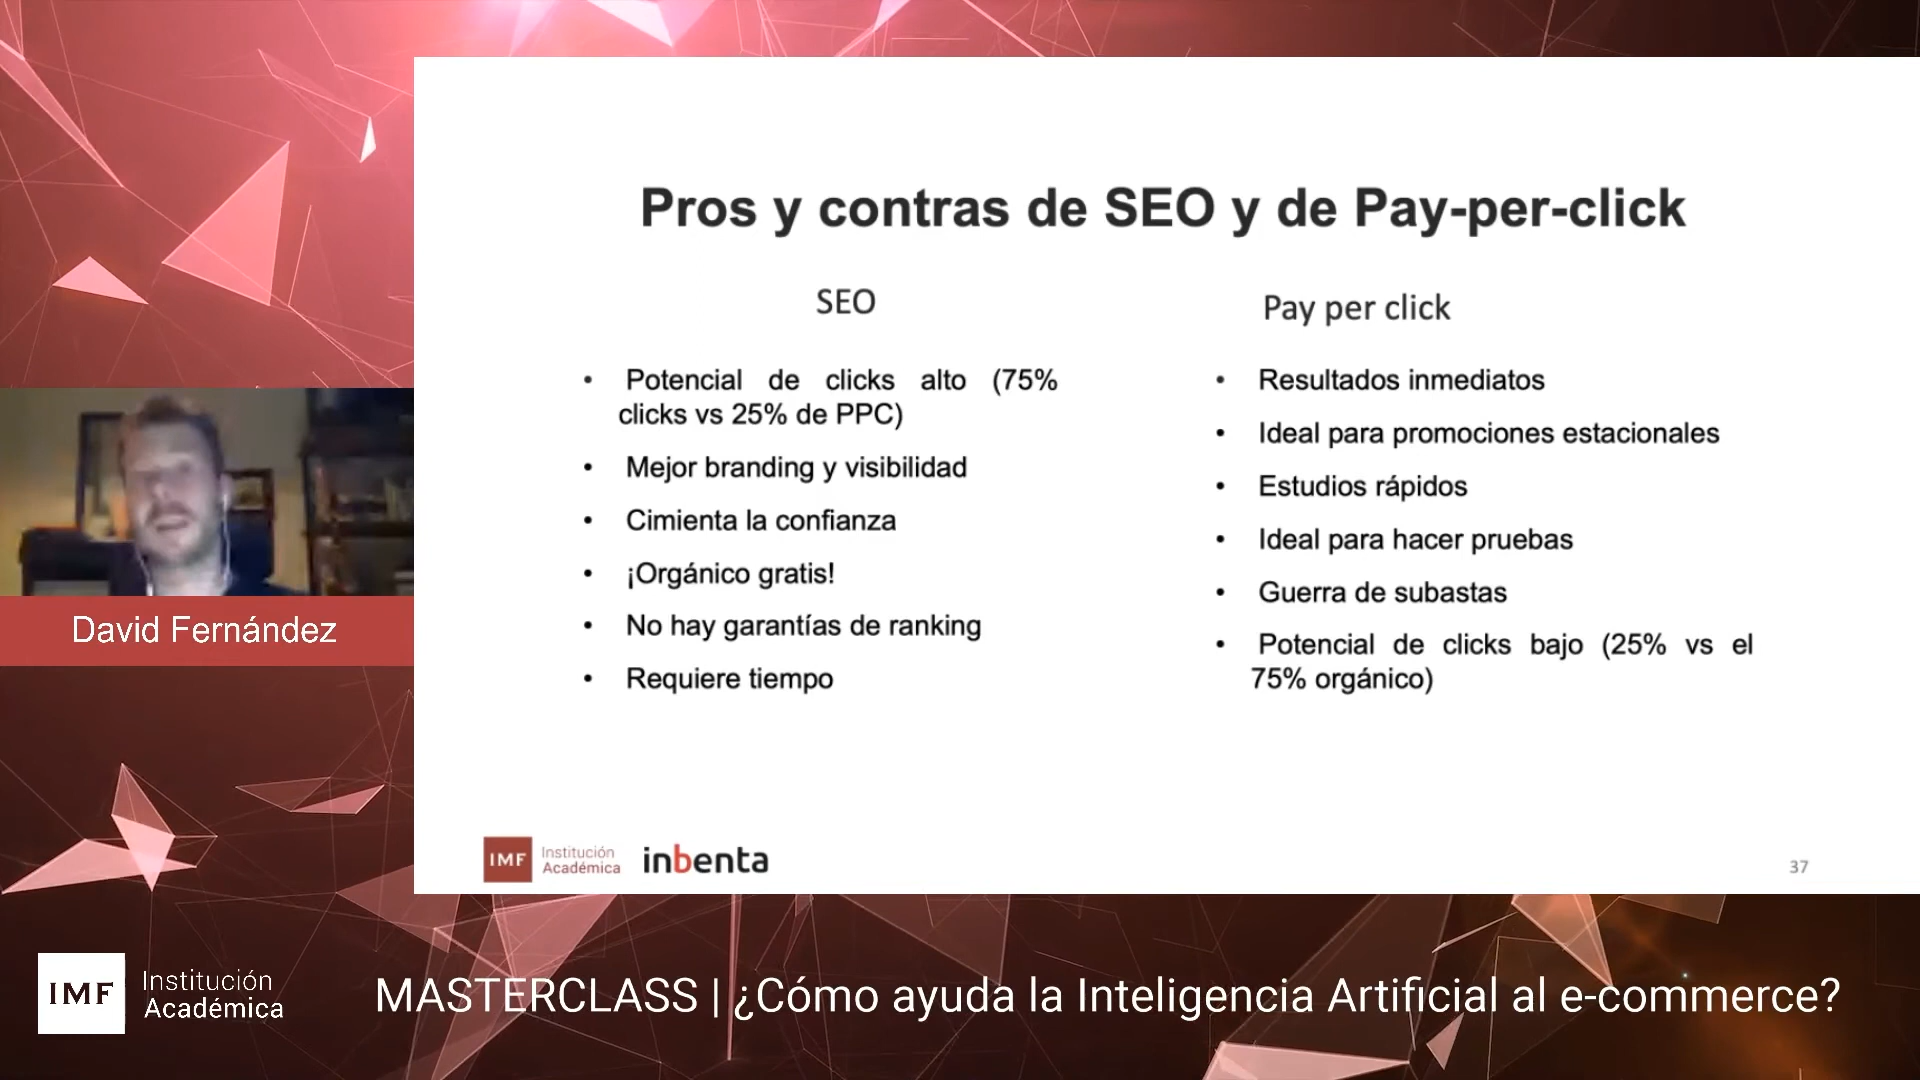 Pros y contras de SEO y de Pay-per-click
SEO
• Potencial de clicks alto (75%
clicks vs 25% de PPC)
• Mejor branding y visibilidad
• Cimienta la confianza
• ¡Orgánico gratis!
• No hay garantías de ranking
• Requiere tiempo
Pay per click
• Resultados inmediatos
• Ideal para promociones estacionales
• Estudios rápidos
• Ideal para hacer pruebas
• Guerra de subastas
• Potencial de clicks bajo (25% vs el
75% orgánico)
David Fernández
IMF Institución
Académica
inbenta
37
IMF Institución
Académica
MASTERCLASS | ¿Cómo ayuda la Inteligencia Artificial al e-commerce?